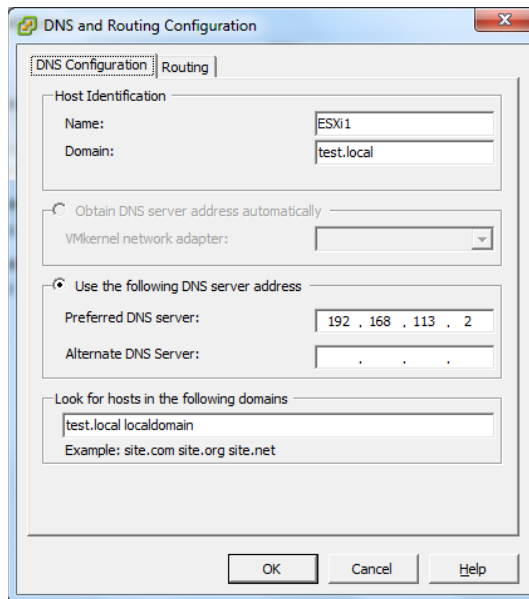 DNS and Routing Configuration
DNS Configuration Routing
Host Identification
Name: ESXi1
Domain: test.local
Obtain DNS server address automatically
VMkernel network adapter:
Use the following DNS server address
Preferred DNS server: 192 . 168 . 113 . 2
Alternate DNS Server: . . .
Look for hosts in the following domains
test.local localdomain
Example: site.com site.org site.net
OK Cancel Help